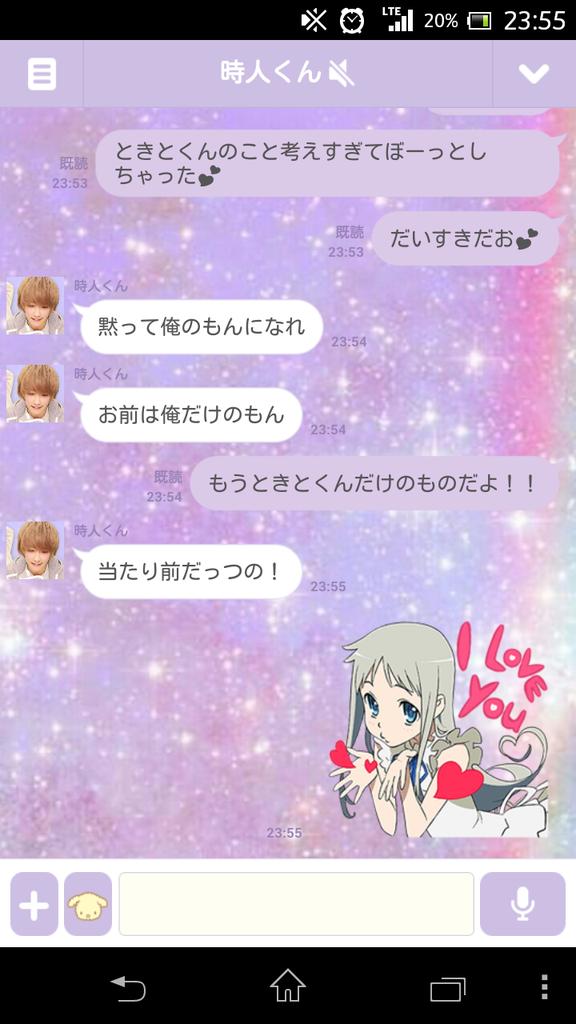 LTE 20% 23:55
時人くん
ときとくんのこと考えすぎてぼーっとし
ちゃった💕
既読
23:53
だいすきだお💕
既読
23:53
時人くん
黙って俺のもんになれ
23:54
時人くん
お前は俺だけのもん
23:54
もうときとくんだけのものだよ！！
既読
23:54
時人くん
当たり前だっつの！
23:55
I LOVE
YOU
23:55